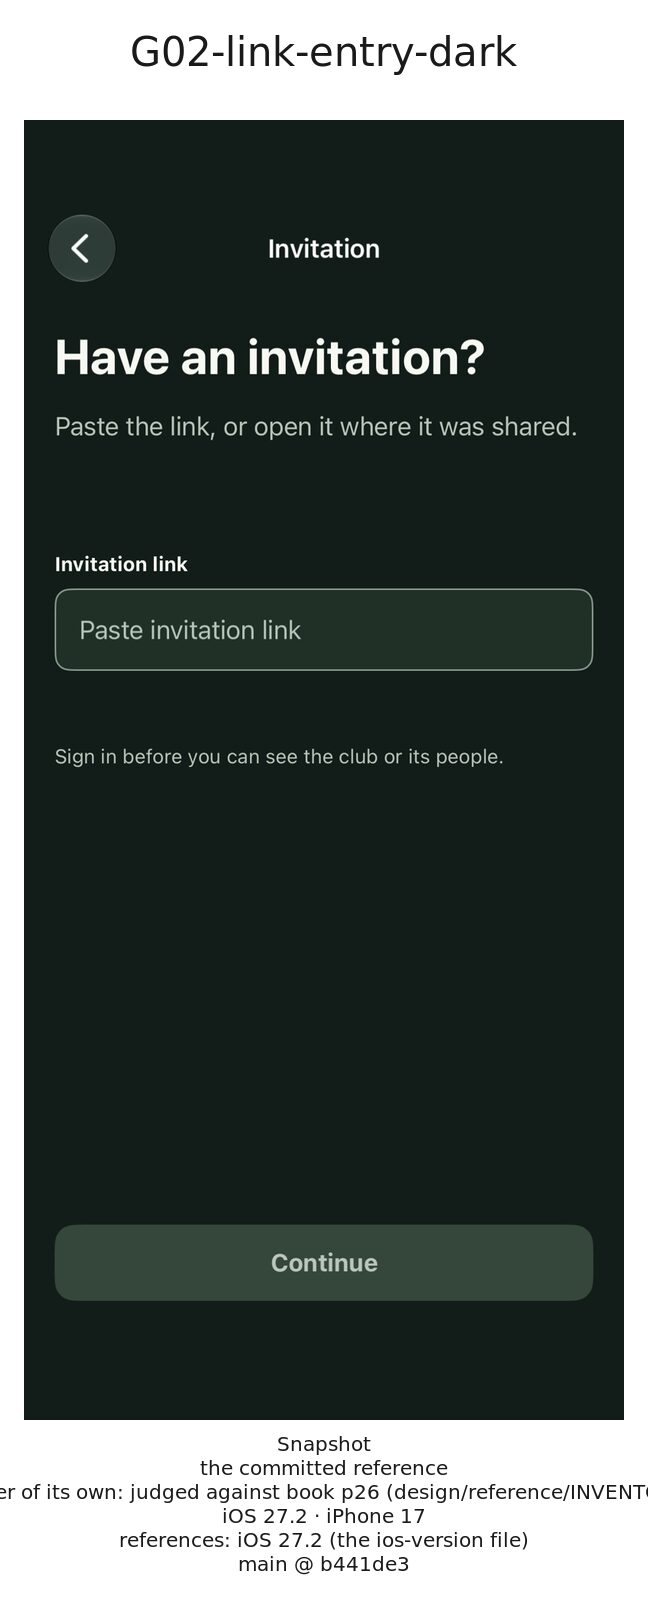 G02-link-entry-dark
Invitation
Have an invitation?
Paste the link, or open it where it was shared.
Invitation link
Paste invitation link
Sign in before you can see the club or its people.
Continue
Snapshot
the committed reference
of its own: judged against book p26
iOS 27.2 · iPhone 17
references: iOS 27.2 (the ios-version file)
main @ b441de3